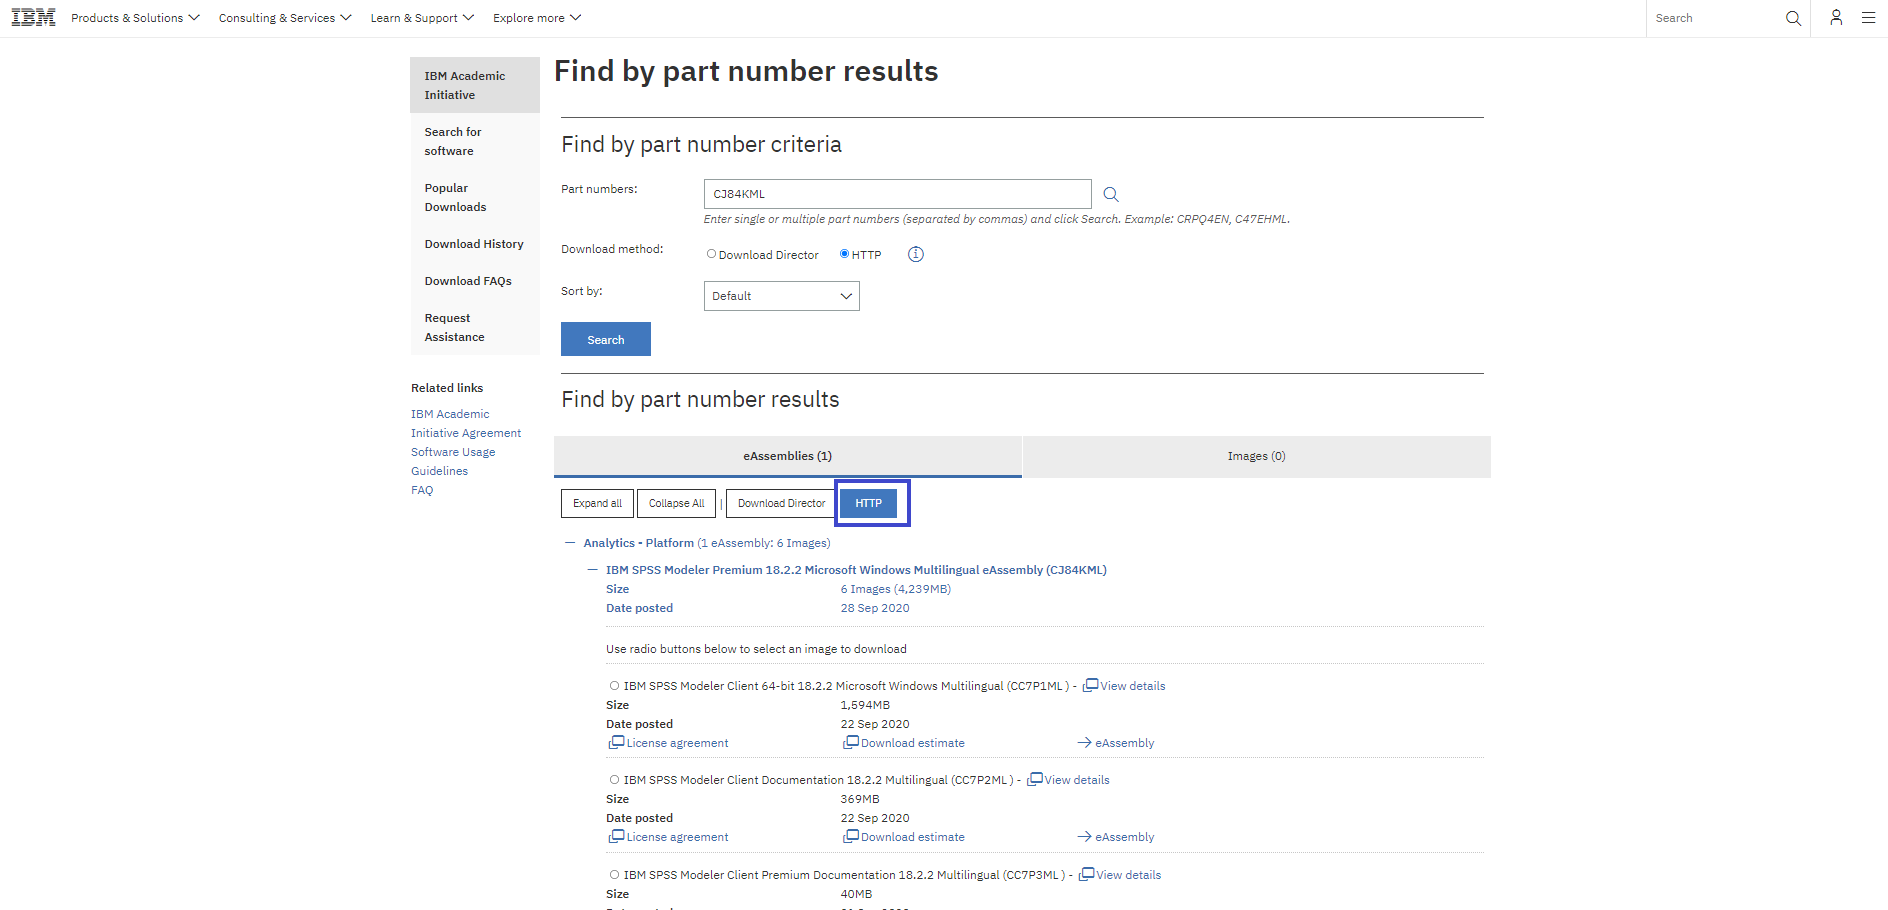 IBM Products & Solutions Consulting & Services Learn & Support Explore more Search
IBM Academic
Initiative
Search for
software
Popular
Downloads
Download History
Download FAQs
Request
Assistance
Related links
IBM Academic
Initiative Agreement
Software Usage
Guidelines
FAQ
Find by part number results
Find by part number criteria
Part numbers: CJ84KML
Enter single or multiple part numbers (separated by commas) and click Search. Example: CRPQ4EN, C47EHML.
Download method: Download Director HTTP
Sort by: Default
Search
Find by part number results
eAssemblies (1) Images (0)
Expand all Collapse All | Download Director HTTP
Analytics - Platform (1 eAssembly: 6 Images)
IBM SPSS Modeler Premium 18.2.2 Microsoft Windows Multilingual eAssembly (CJ84KML)
Size 6 Images (4,239MB)
Date posted 28 Sep 2020
Use radio buttons below to select an image to download
IBM SPSS Modeler Client 64-bit 18.2.2 Microsoft Windows Multilingual (CC7P1ML ) - View details
Size 1,594MB
Date posted 22 Sep 2020
License agreement Download estimate eAssembly
IBM SPSS Modeler Client Documentation 18.2.2 Multilingual (CC7P2ML ) - View details
Size 369MB
Date posted 22 Sep 2020
License agreement Download estimate eAssembly
IBM SPSS Modeler Client Premium Documentation 18.2.2 Multilingual (CC7P3ML ) - View details
Size 40MB